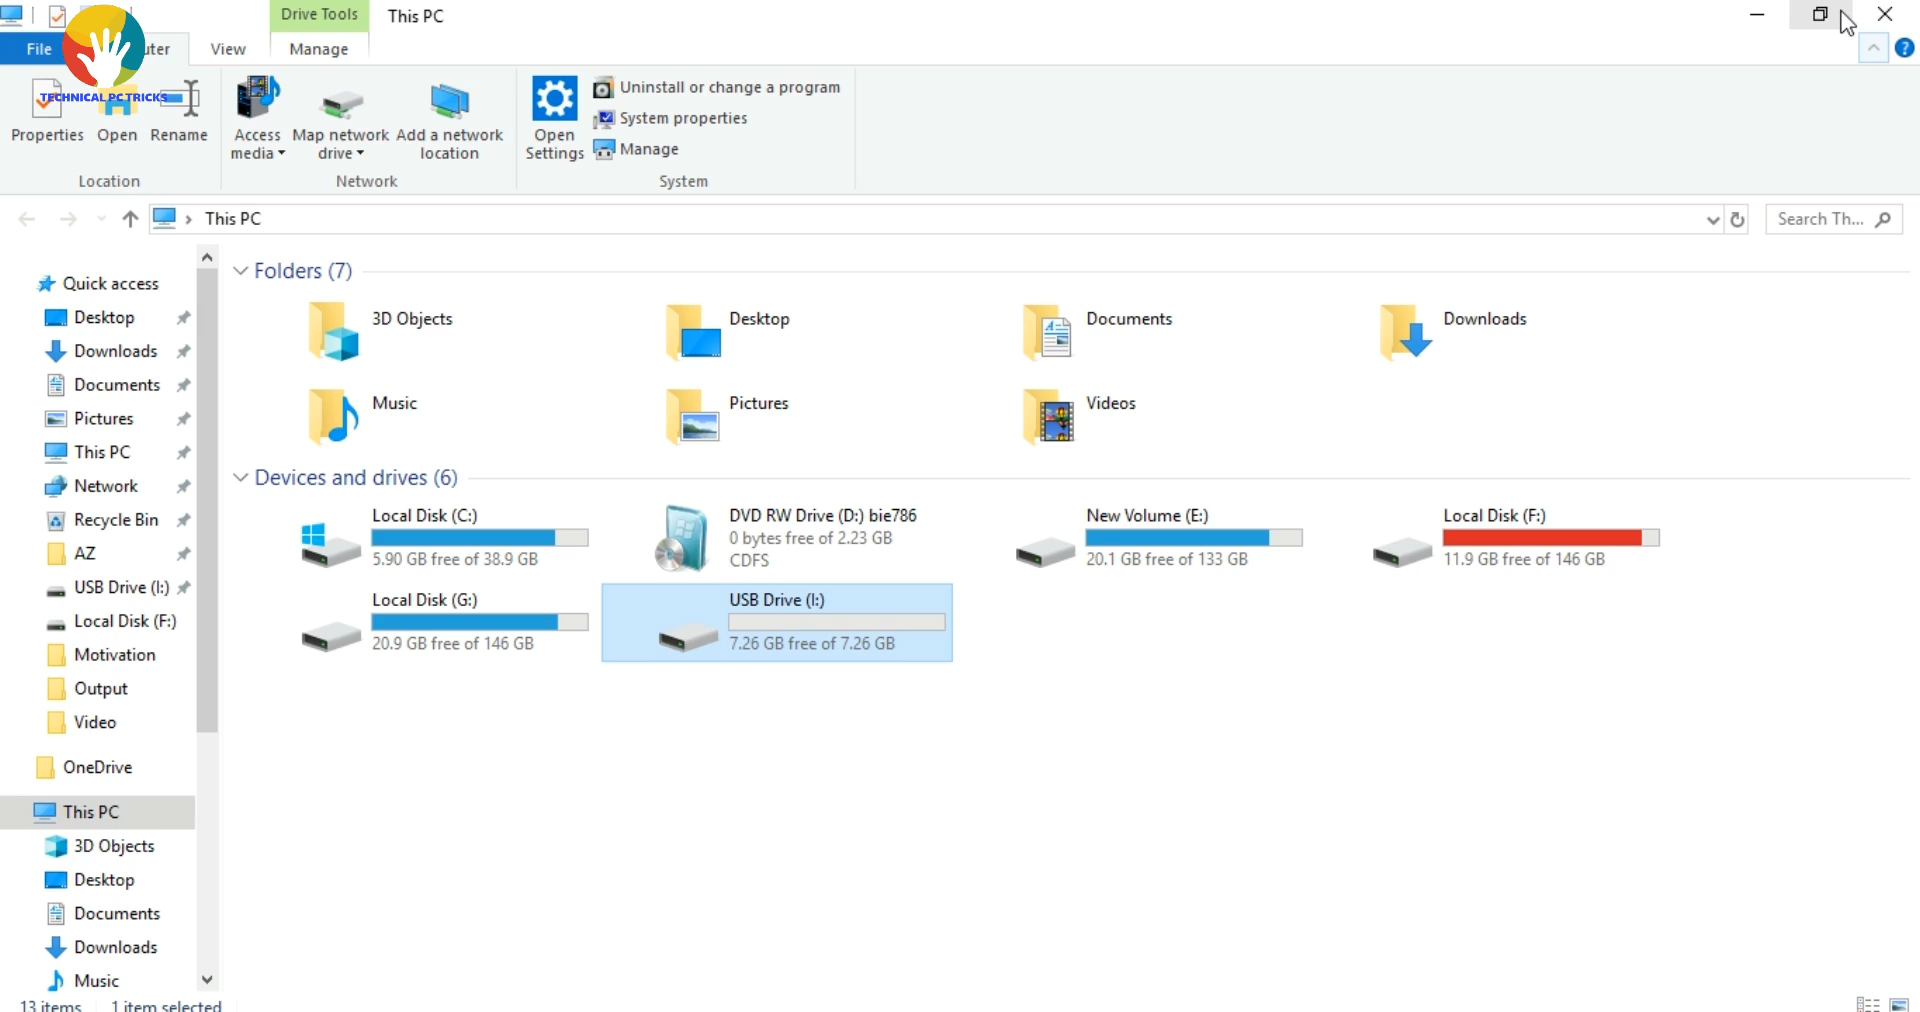 Drive Tools
This PC
File
uter
View
Manage
TECHNICAL PC TRICKS
Properties
Open
Rename
Access media
Map network drive
Add a network location
Open Settings
Uninstall or change a program
System properties
Manage
Location
Network
System
This PC
Search Th...
Quick access
Desktop
Downloads
Documents
Pictures
This PC
Network
Recycle Bin
AZ
USB Drive (I:)
Local Disk (F:)
Motivation
Output
Video
OneDrive
This PC
3D Objects
Desktop
Documents
Downloads
Music
Folders (7)
3D Objects
Desktop
Documents
Downloads
Music
Pictures
Videos
Devices and drives (6)
Local Disk (C:)
5.90 GB free of 38.9 GB
DVD RW Drive (D:) bie786
0 bytes free of 2.23 GB
CDFS
New Volume (E:)
20.1 GB free of 133 GB
Local Disk (F:)
11.9 GB free of 146 GB
Local Disk (G:)
20.9 GB free of 146 GB
USB Drive (I:)
7.26 GB free of 7.26 GB
13 items
1 item selected